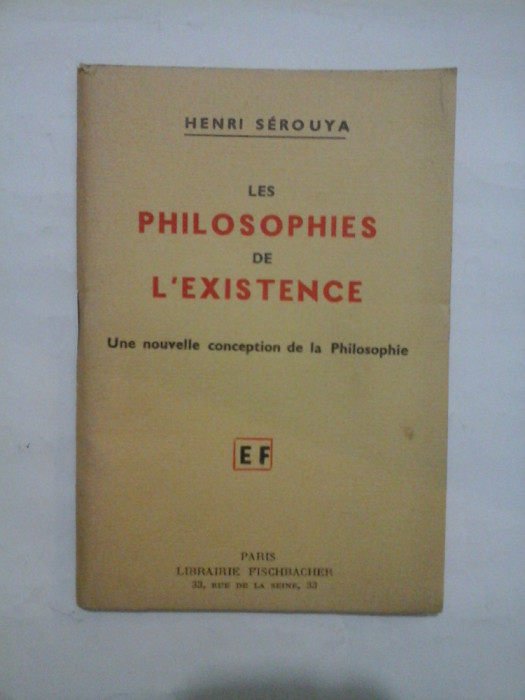 HENRI SÉROUYA
LES
PHILOSOPHIES
DE
L'EXISTENCE
Une nouvelle conception de la Philosophie
EF
PARIS
LIBRAIRIE FISCHBACHER
33, RUE DE LA SEINE, 33